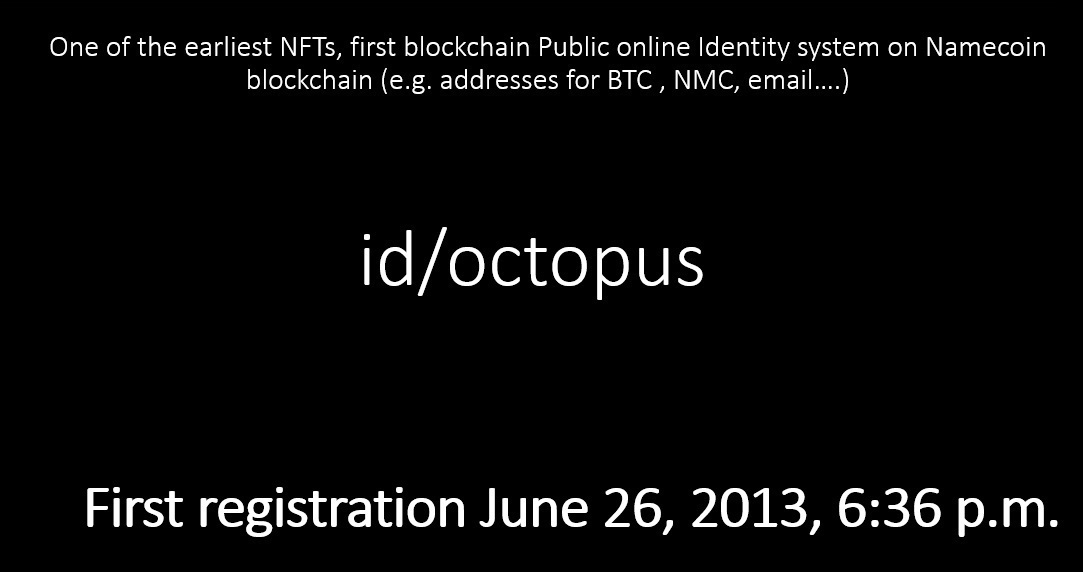 One of the earliest NFTs, first blockchain Public online Identity system on Namecoin
blockchain (e.g. addresses for BTC , NMC, email....)
id/octopus
First registration June 26, 2013, 6:36 p.m.